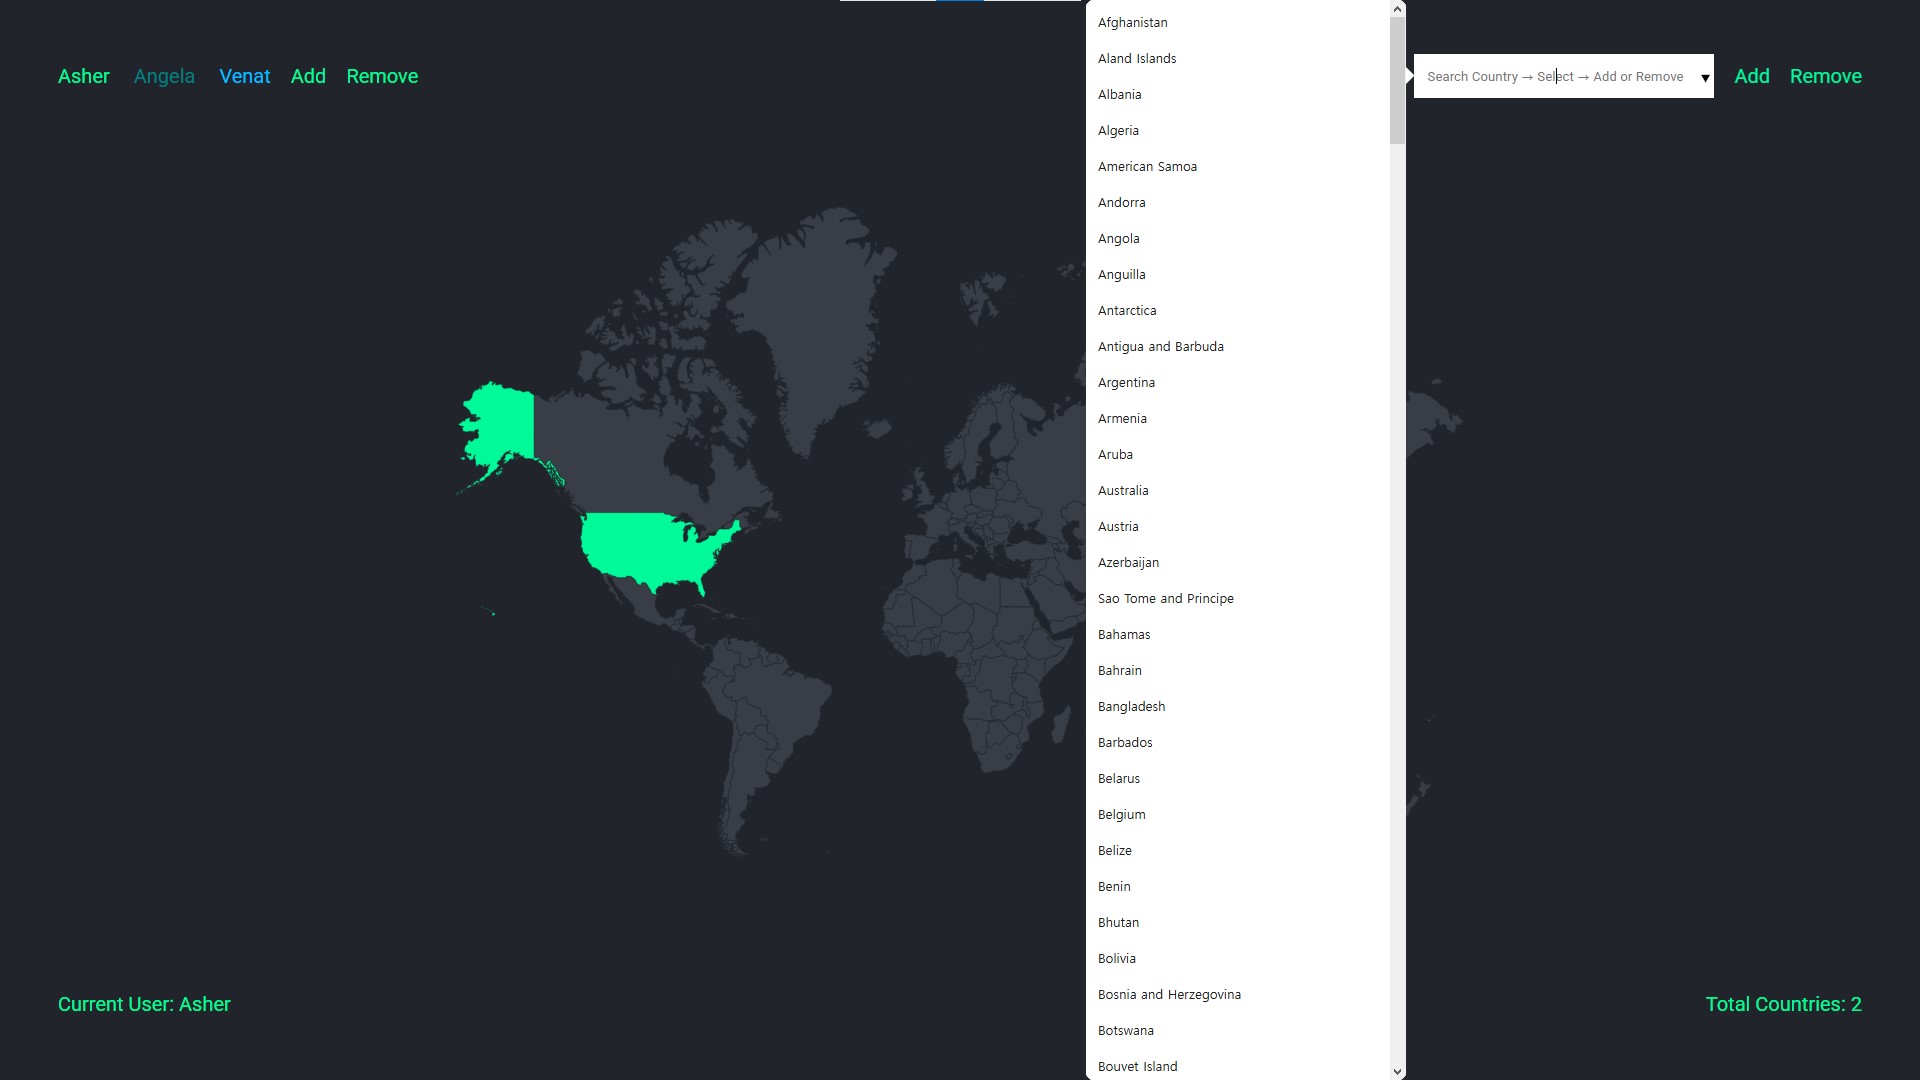 Asher Angela Venat Add Remove
Search Country → Select → Add or Remove ▼ Add Remove
Afghanistan
Aland Islands
Albania
Algeria
American Samoa
Andorra
Angola
Anguilla
Antarctica
Antigua and Barbuda
Argentina
Armenia
Aruba
Australia
Austria
Azerbaijan
Sao Tome and Principe
Bahamas
Bahrain
Bangladesh
Barbados
Belarus
Belgium
Belize
Benin
Bhutan
Bolivia
Bosnia and Herzegovina
Botswana
Bouvet Island
Current User: Asher
Total Countries: 2